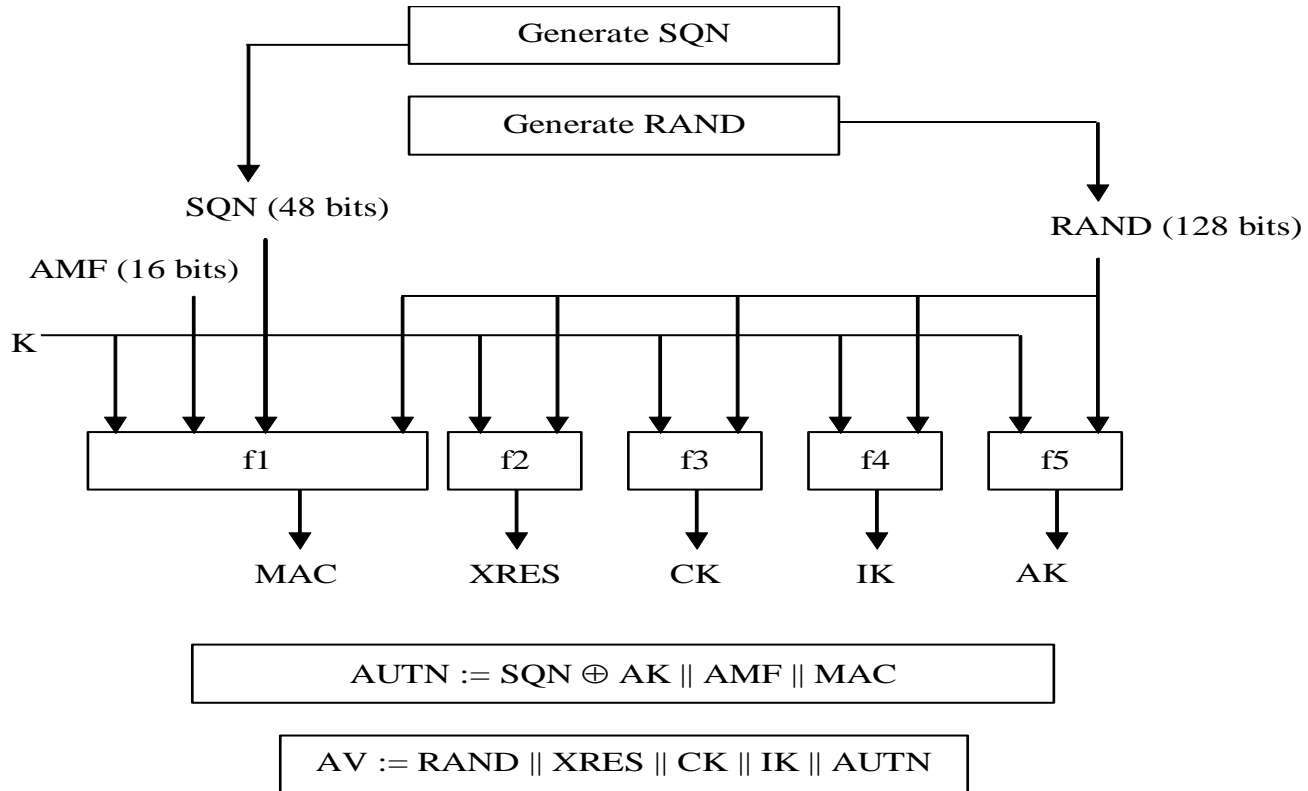 Generate SQN
Generate RAND
SQN (48 bits)
RAND (128 bits)
AMF (16 bits)
K
f1
f2
f3
f4
f5
MAC
XRES
CK
IK
AK
AUTN := SQN ⊕ AK || AMF || MAC
AV := RAND || XRES || CK || IK || AUTN